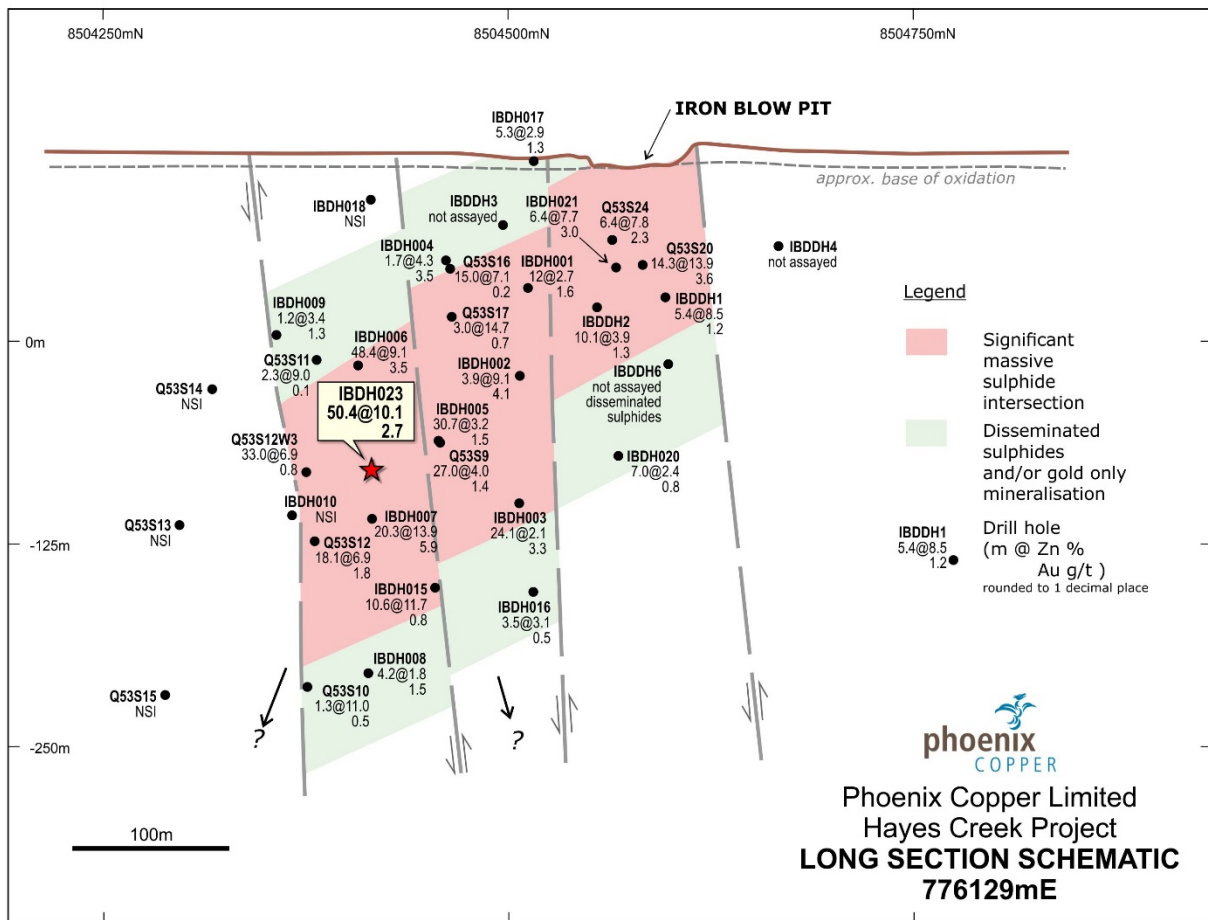 8504250mN
8504500mN
8504750mN
IRON BLOW PIT
IBDH017
5.3@2.9
1.3
approx. base of oxidation
IBDH018
NSI
IBDDH3
not assayed
IBDH021
6.4@7.7
3.0
Q53S24
6.4@7.8
2.3
IBDDH4
not assayed
IBDH004
1.7@4.3
3.5
Q53S16
15.0@7.1
0.2
IBDH001
12@2.7
1.6
Q53S20
14.3@13.9
3.6
IBDDH1
5.4@8.5
1.2
IBDH009
1.2@3.4
1.3
Q53S17
3.0@14.7
0.7
IBDDH2
10.1@3.9
1.3
0m
IBDH006
48.4@9.1
3.5
Q53S11
2.3@9.0
0.1
IBDH002
3.9@9.1
4.1
IBDDH6
not assayed
disseminated
sulphides
Q53S14
NSI
IBDH023
50.4@10.1
2.7
IBDH005
30.7@3.2
1.5
Q53S12W3
33.0@6.9
0.8
Q53S9
27.0@4.0
1.4
IBDH020
7.0@2.4
0.8
IBDH010
NSI
Q53S13
NSI
IBDH007
20.3@13.9
5.9
IBDH003
24.1@2.1
3.3
-125m
Q53S12
18.1@6.9
1.8
IBDH015
10.6@11.7
0.8
IBDH016
3.5@3.1
0.5
IBDH008
4.2@1.8
1.5
Q53S10
1.3@11.0
0.5
Q53S15
NSI
?
?
-250m
100m
Legend
Significant
massive
sulphide
intersection
Disseminated
sulphides
and/or gold only
mineralisation
IBDDH1
5.4@8.5
1.2
Drill hole
(m @ Zn %
Au g/t )
rounded to 1 decimal place
phoenix
COPPER
Phoenix Copper Limited
Hayes Creek Project
LONG SECTION SCHEMATIC
776129mE